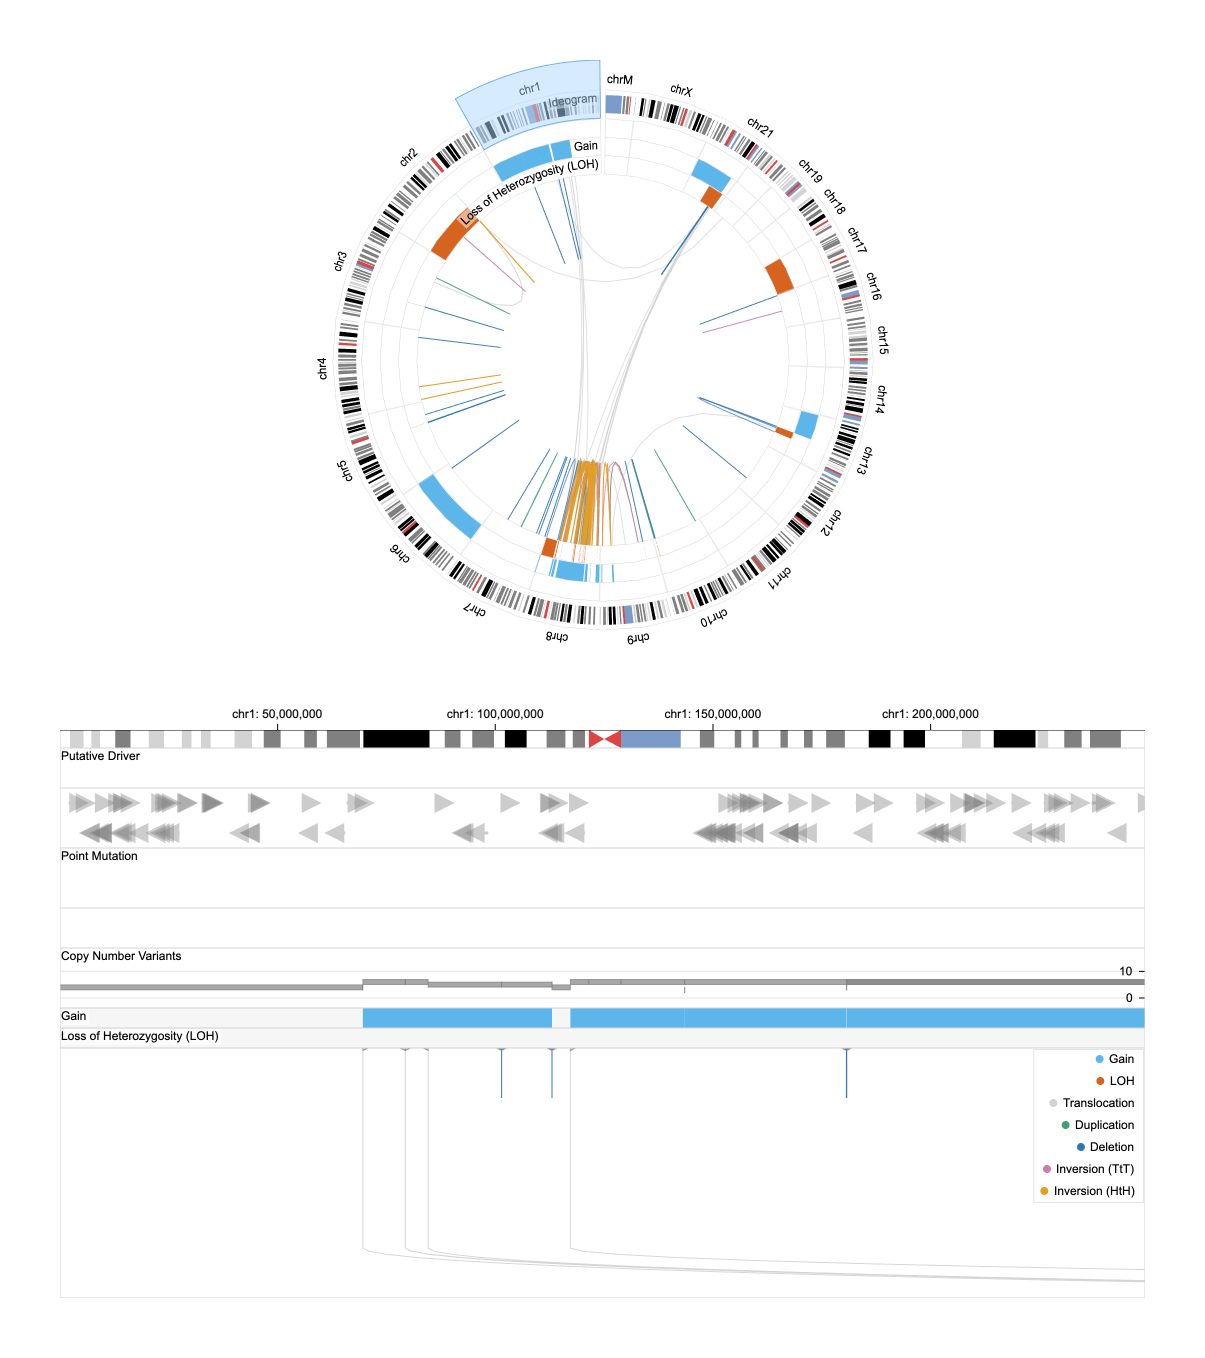 chrM
chrX
chr1
Ideogram
chr21
Gain
chr2
Loss of Heterozygosity (LOH)
chr19
chr18
chr17
chr3
chr16
chr15
chr4
chr14
chr13
chr5
chr12
chr6
chr11
chr7
chr10
chr8
chr9
chr1: 50,000,000
chr1: 100,000,000
chr1: 150,000,000
chr1: 200,000,000
Putative Driver
Point Mutation
Copy Number Variants
10
0
Gain
Loss of Heterozygosity (LOH)
Gain
LOH
Translocation
Duplication
Deletion
Inversion (TtT)
Inversion (HtH)